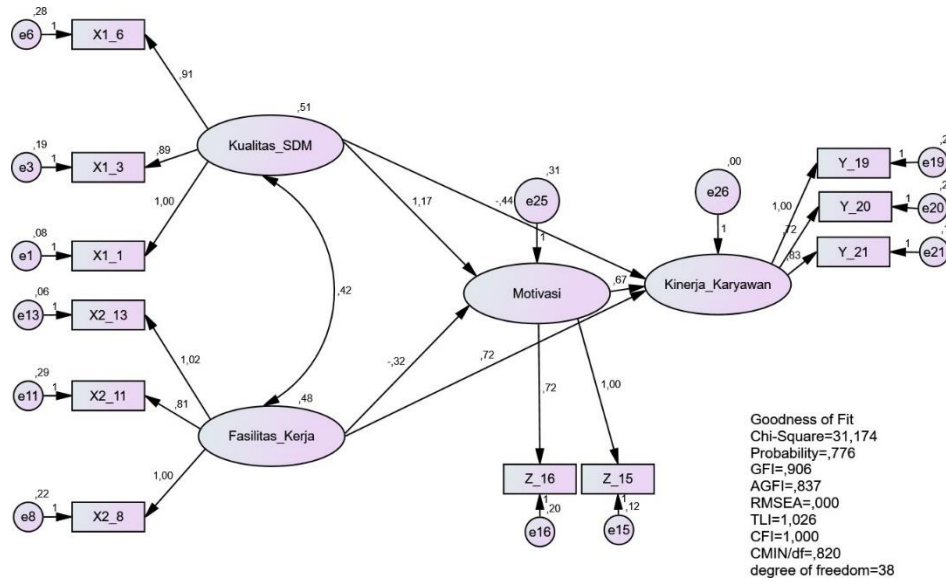 ,28
e6
1
X1_6
,91
,51
Kualitas_SDM
,19
e3
1
X1_3
,89
1,00
,08
e1
1
X1_1
,06
e13
1
X2_13
1,02
,29
e11
1
X2_11
,81
,48
Fasilitas_Kerja
1,00
,22
e8
1
X2_8
,42
1,17
-,44
-,32
,72
,31
e25
1
Motivasi
,67
,00
e26
1
Kinerja_Karyawan
1,00
,72
,83
Y_19
1
e19
Y_20
1
e20
Y_21
1
e21
,72
1,00
Z_16
Z_15
1
,20
1
,12
e16
e15
Goodness of Fit
Chi-Square=31,174
Probability=,776
GFI=,906
AGFI=,837
RMSEA=,000
TLI=1,026
CFI=1,000
CMIN/df=,820
degree of freedom=38